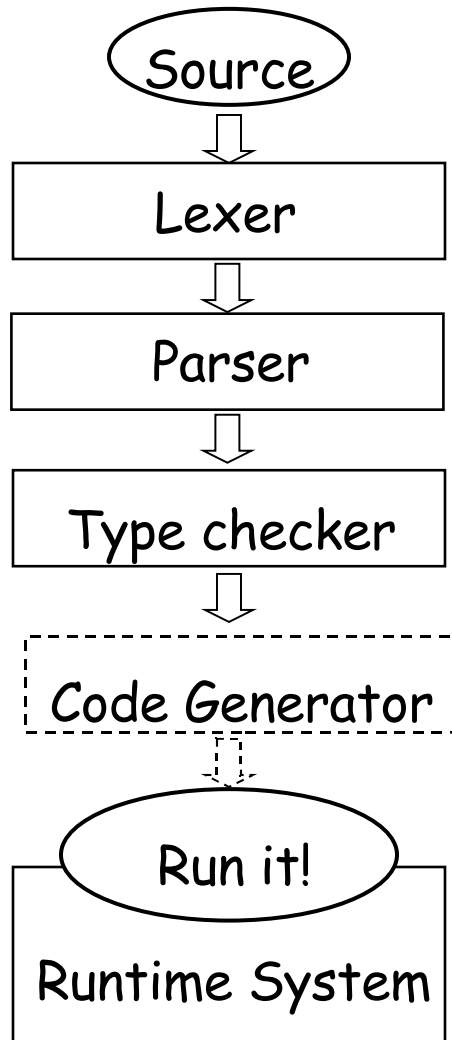 Source
Lexer
Parser
Type checker
Code Generator
Run it!
Runtime System